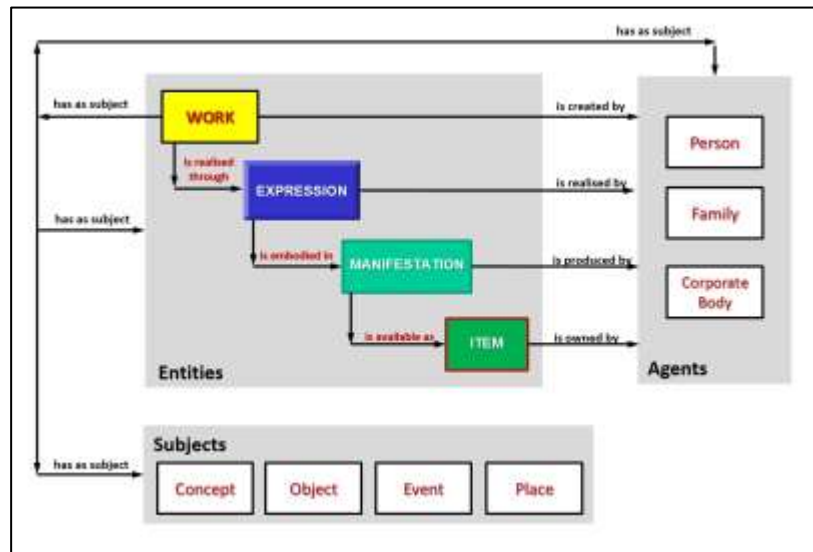 has as subject
has as subject
WORK
is created by
Person
Is realised
through
EXPRESSION
is realised by
Family
has as subject
is embodied in
MANIFESTATION
is produced by
Corporate
Body
is available as
ITEM
is owned by
Entities
Agents
Subjects
has as subject
Concept
Object
Event
Place